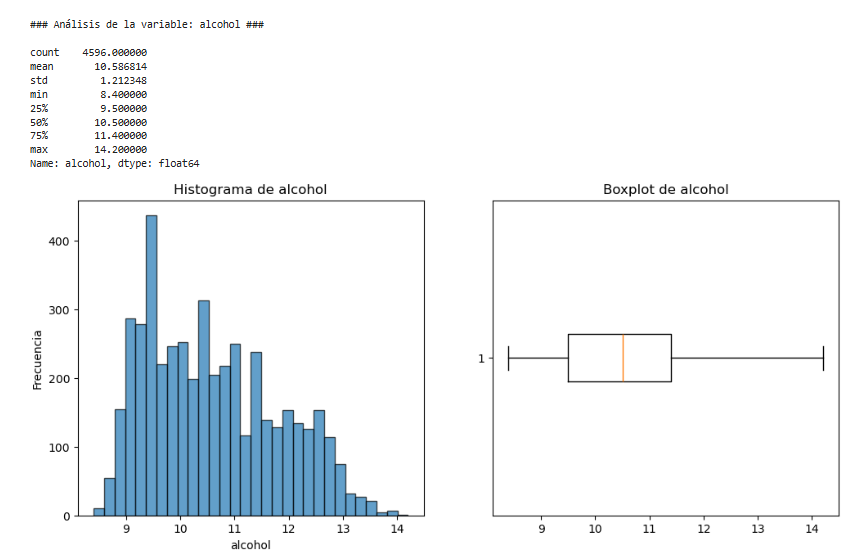 ### Análisis de la variable: alcohol ###
count 4596.000000
mean 10.586814
std 1.212348
min 8.400000
25% 9.500000
50% 10.500000
75% 11.400000
max 14.200000
Name: alcohol, dtype: float64
Histograma de alcohol
400
300
200
100
0
Frecuencia
9 10 11 12 13 14
alcohol
Boxplot de alcohol
1
9 10 11 12 13 14